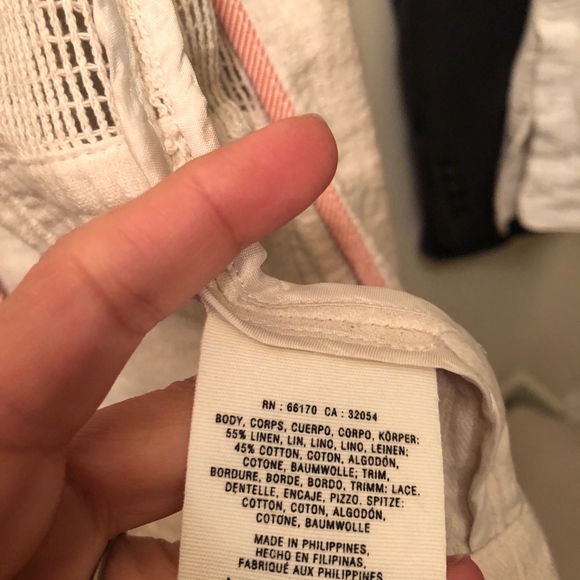 RN : 66170 CA : 32054
BODY, CORPS, CUERPO, CORPO, KÖRPER:
55% LINEN, LIN, LINO, LINO, LEINEN;
45% COTTON, COTON, ALGODÓN,
COTONE, BAUMWOLLE; TRIM,
BORDURE, BORDE, BORDO, TRIMM: LACE.
DENTELLE, ENCAJE, PIZZO. SPITZE:
COTTON, COTON, ALGODÓN,
COTONE, BAUMWOLLE
MADE IN PHILIPPINES,
HECHO EN FILIPINAS,
FABRIQUÉ AUX PHILIPPINES